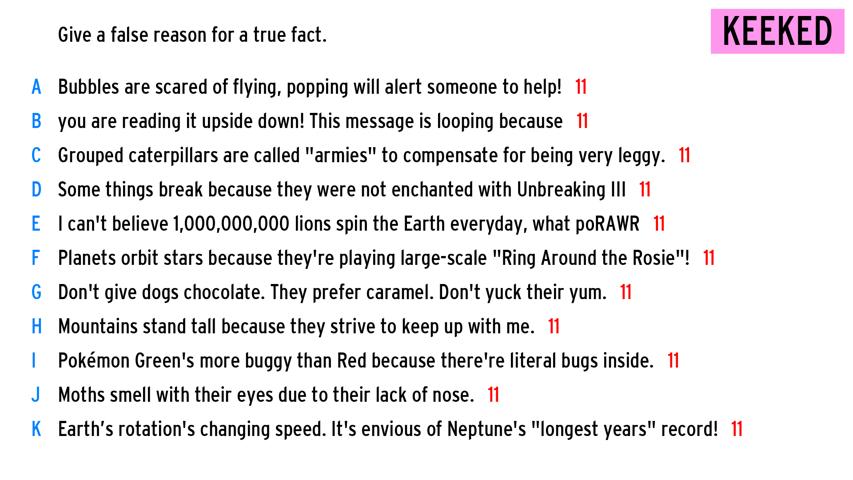 Give a false reason for a true fact.
KEEKED
A Bubbles are scared of flying, popping will alert someone to help! 11
B you are reading it upside down! This message is looping because 11
C Grouped caterpillars are called "armies" to compensate for being very leggy. 11
D Some things break because they were not enchanted with Unbreaking III 11
E I can't believe 1,000,000,000 lions spin the Earth everyday, what poRAWR 11
F Planets orbit stars because they're playing large-scale "Ring Around the Rosie"! 11
G Don't give dogs chocolate. They prefer caramel. Don't yuck their yum. 11
H Mountains stand tall because they strive to keep up with me. 11
I Pokémon Green's more buggy than Red because there're literal bugs inside. 11
J Moths smell with their eyes due to their lack of nose. 11
K Earth’s rotation's changing speed. It's envious of Neptune's "longest years" record! 11